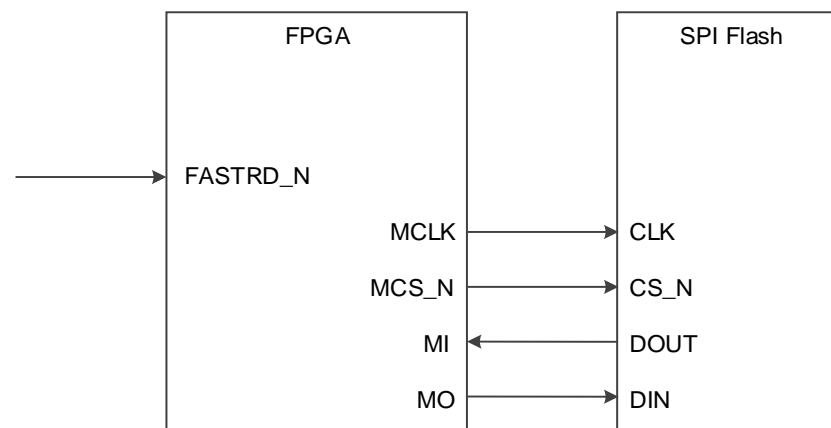 FPGA
SPI Flash
FASTRD_N
MCLK
CLK
MCS_N
CS_N
MI
DOUT
MO
DIN